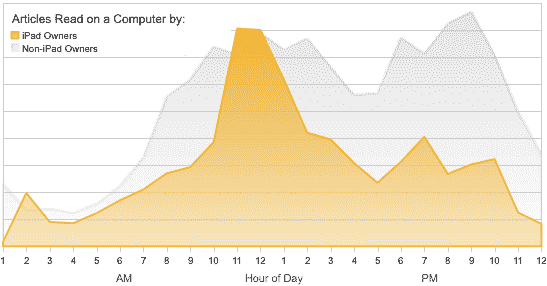 Articles Read on a Computer by:
iPad Owners
Non-iPad Owners
1 2 3 4 5 6 7 8 9 10 11 12 1 2 3 4 5 6 7 8 9 10 11 12
AM Hour of Day PM